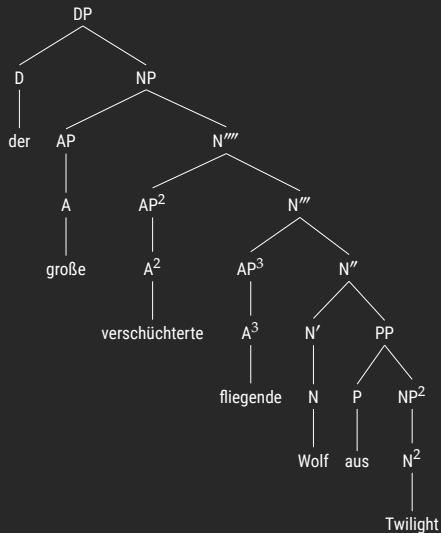 DP
D NP
der AP N⁗
A AP² N‴
große A² AP³ N″
verschüchterte A³ N′ PP
fliegende N P NP²
Wolf aus N²
Twilight